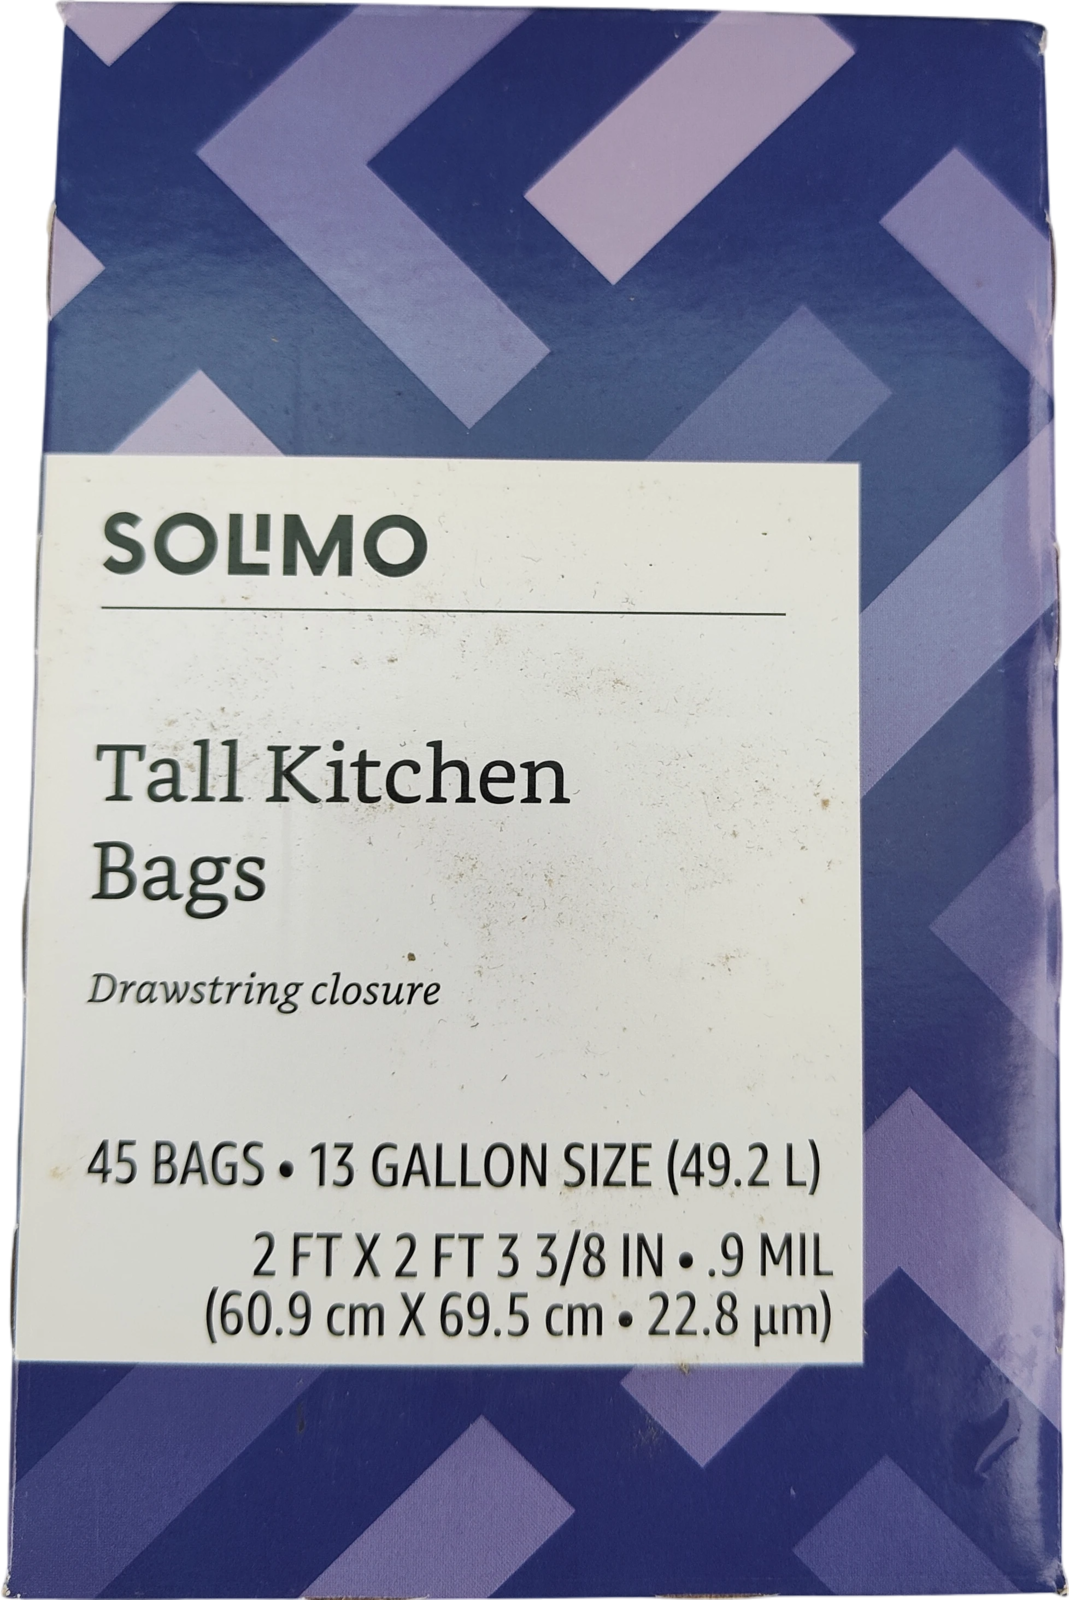 SOLIMO
Tall Kitchen
Bags
Drawstring closure
45 BAGS • 13 GALLON SIZE (49.2 L)
2 FT X 2 FT 3 3/8 IN • .9 MIL
(60.9 cm X 69.5 cm • 22.8 µm)